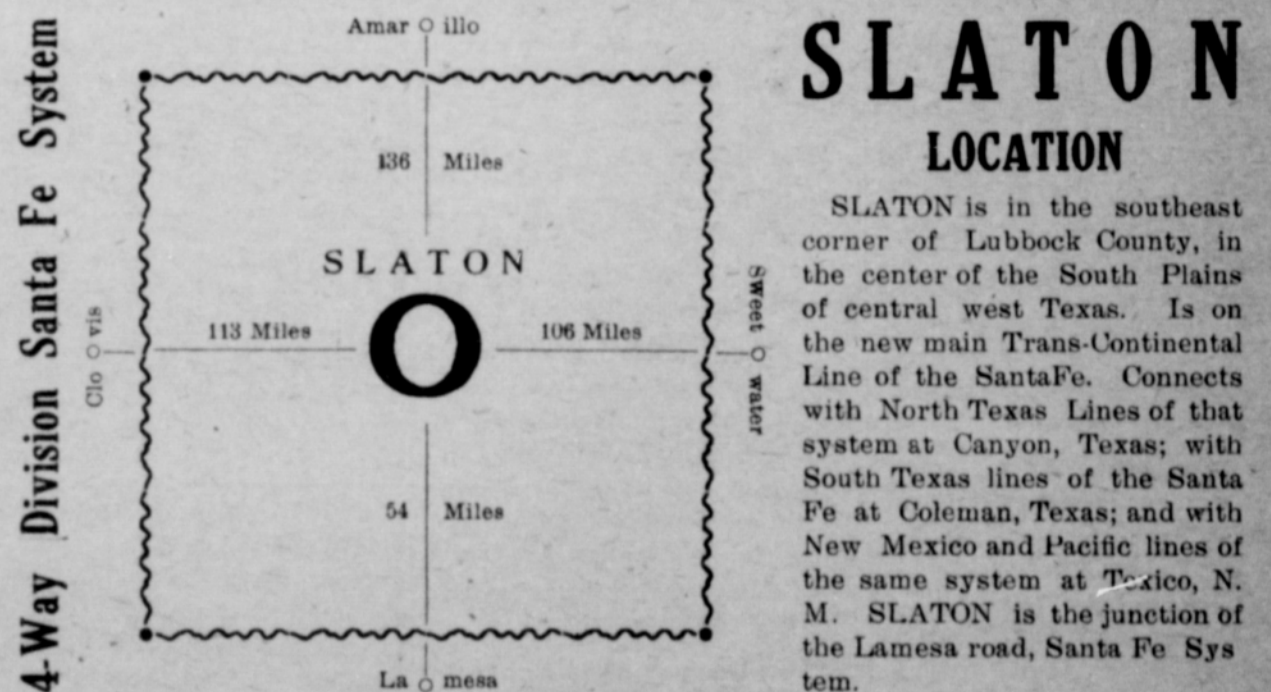 4-Way Division Santa Fe System
Amar O illo
136 Miles
SLATON
O
113 Miles
106 Miles
Clo O vis
Sweet O water
54 Miles
La O mesa
SLATON
LOCATION
SLATON is in the southeast
corner of Lubbock County, in
the center of the South Plains
of central west Texas. Is on
the new main Trans-Continental
Line of the SantaFe. Connects
with North Texas Lines of that
system at Canyon, Texas; with
South Texas lines of the Santa
Fe at Coleman, Texas; and with
New Mexico and Pacific lines of
the same system at Texico, N.
M. SLATON is the junction of
the Lamesa road, Santa Fe Sys
tem.